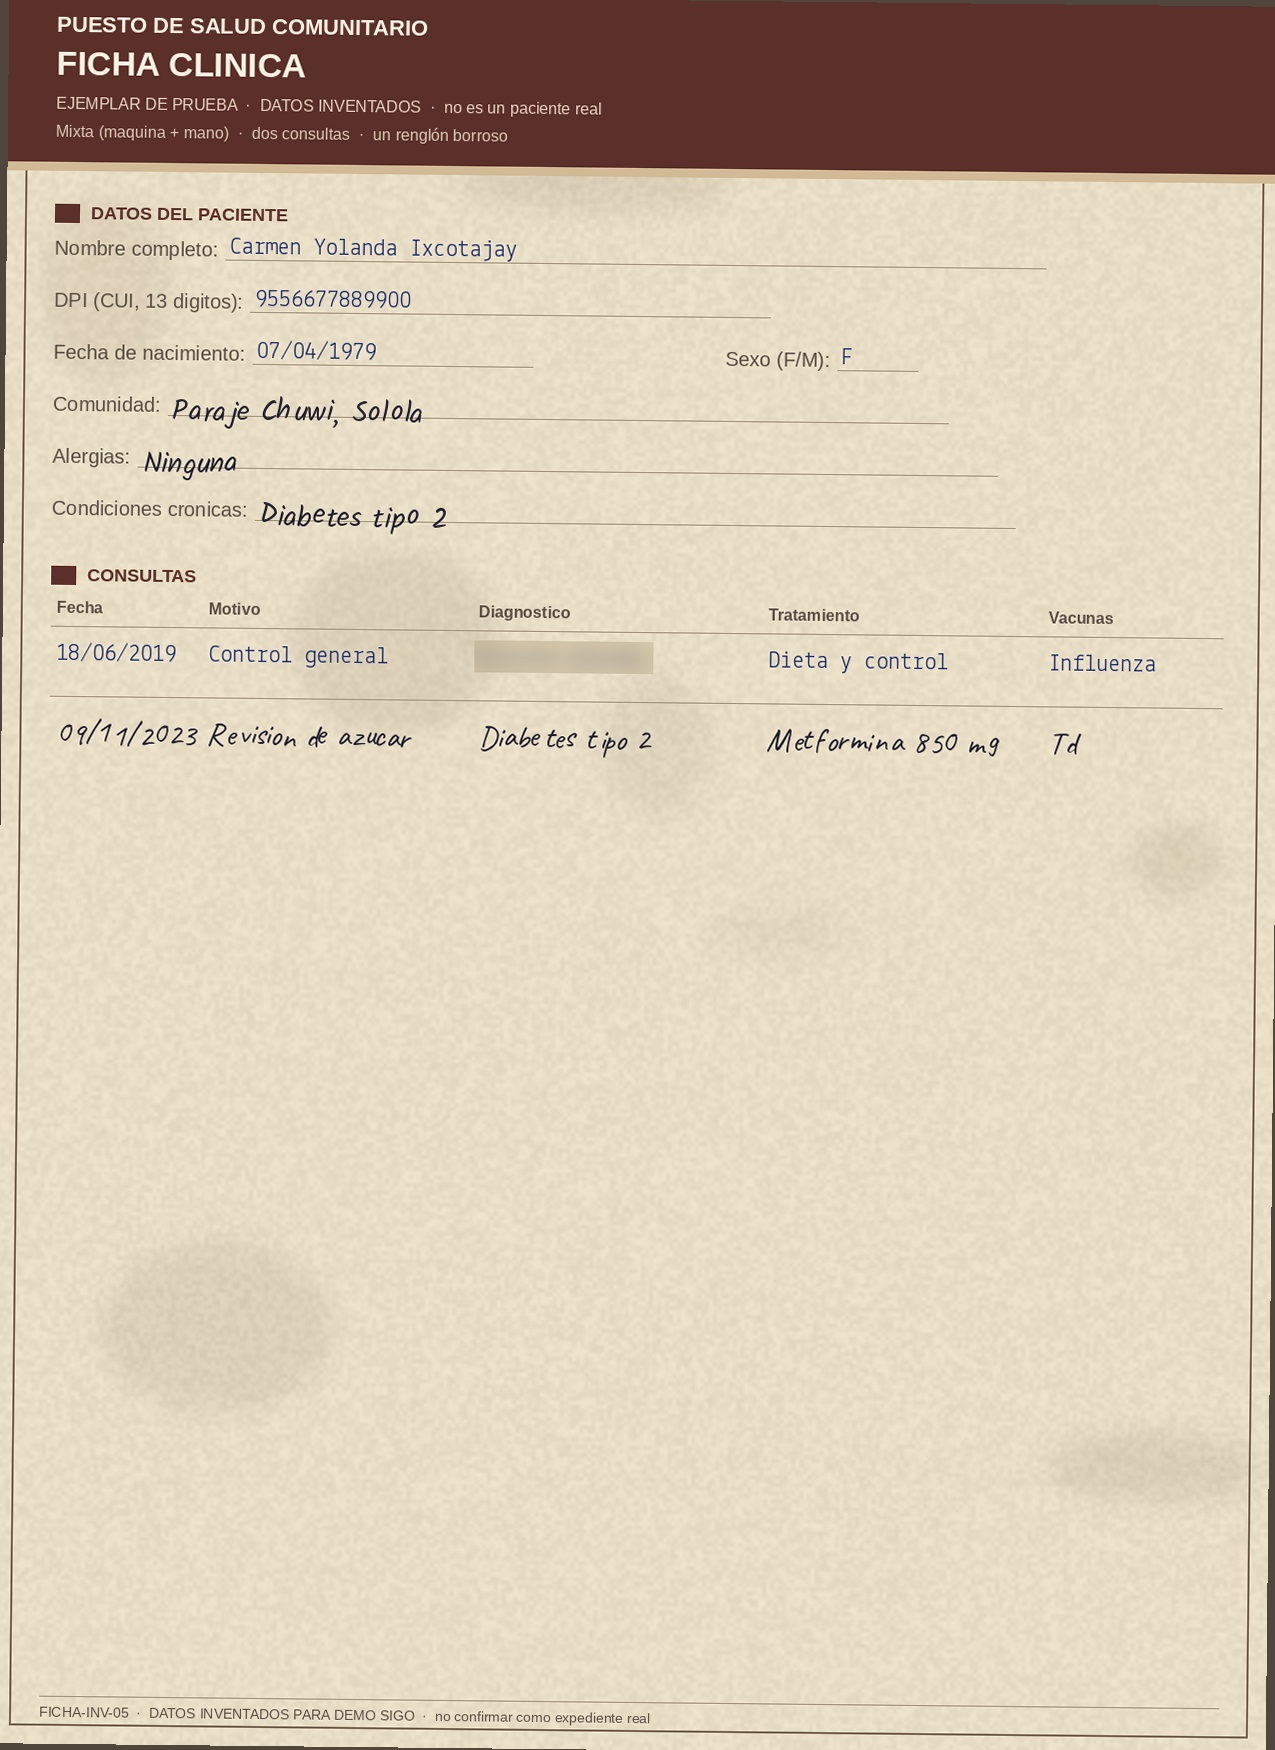 PUESTO DE SALUD COMUNITARIO
FICHA CLINICA
EJEMPLAR DE PRUEBA · DATOS INVENTADOS · no es un paciente real
Mixta (maquina + mano) · dos consultas · un renglón borroso
DATOS DEL PACIENTE
Nombre completo: Carmen Yolanda Ixcotajay
DPI (CUI, 13 digitos): 9556677889900
Fecha de nacimiento: 07/04/1979 Sexo (F/M): F
Comunidad: Paraje Chuwi, Solola
Alergias: Ninguna
Condiciones cronicas: Diabetes tipo 2
CONSULTAS
Fecha Motivo Diagnostico Tratamiento Vacunas
18/06/2019 Control general Dieta y control Influenza
09/11/2023 Revision de azucar Diabetes tipo 2 Metformina 850 mg Td
FICHA-INV-05 · DATOS INVENTADOS PARA DEMO SIGO · no confirmar como expediente real